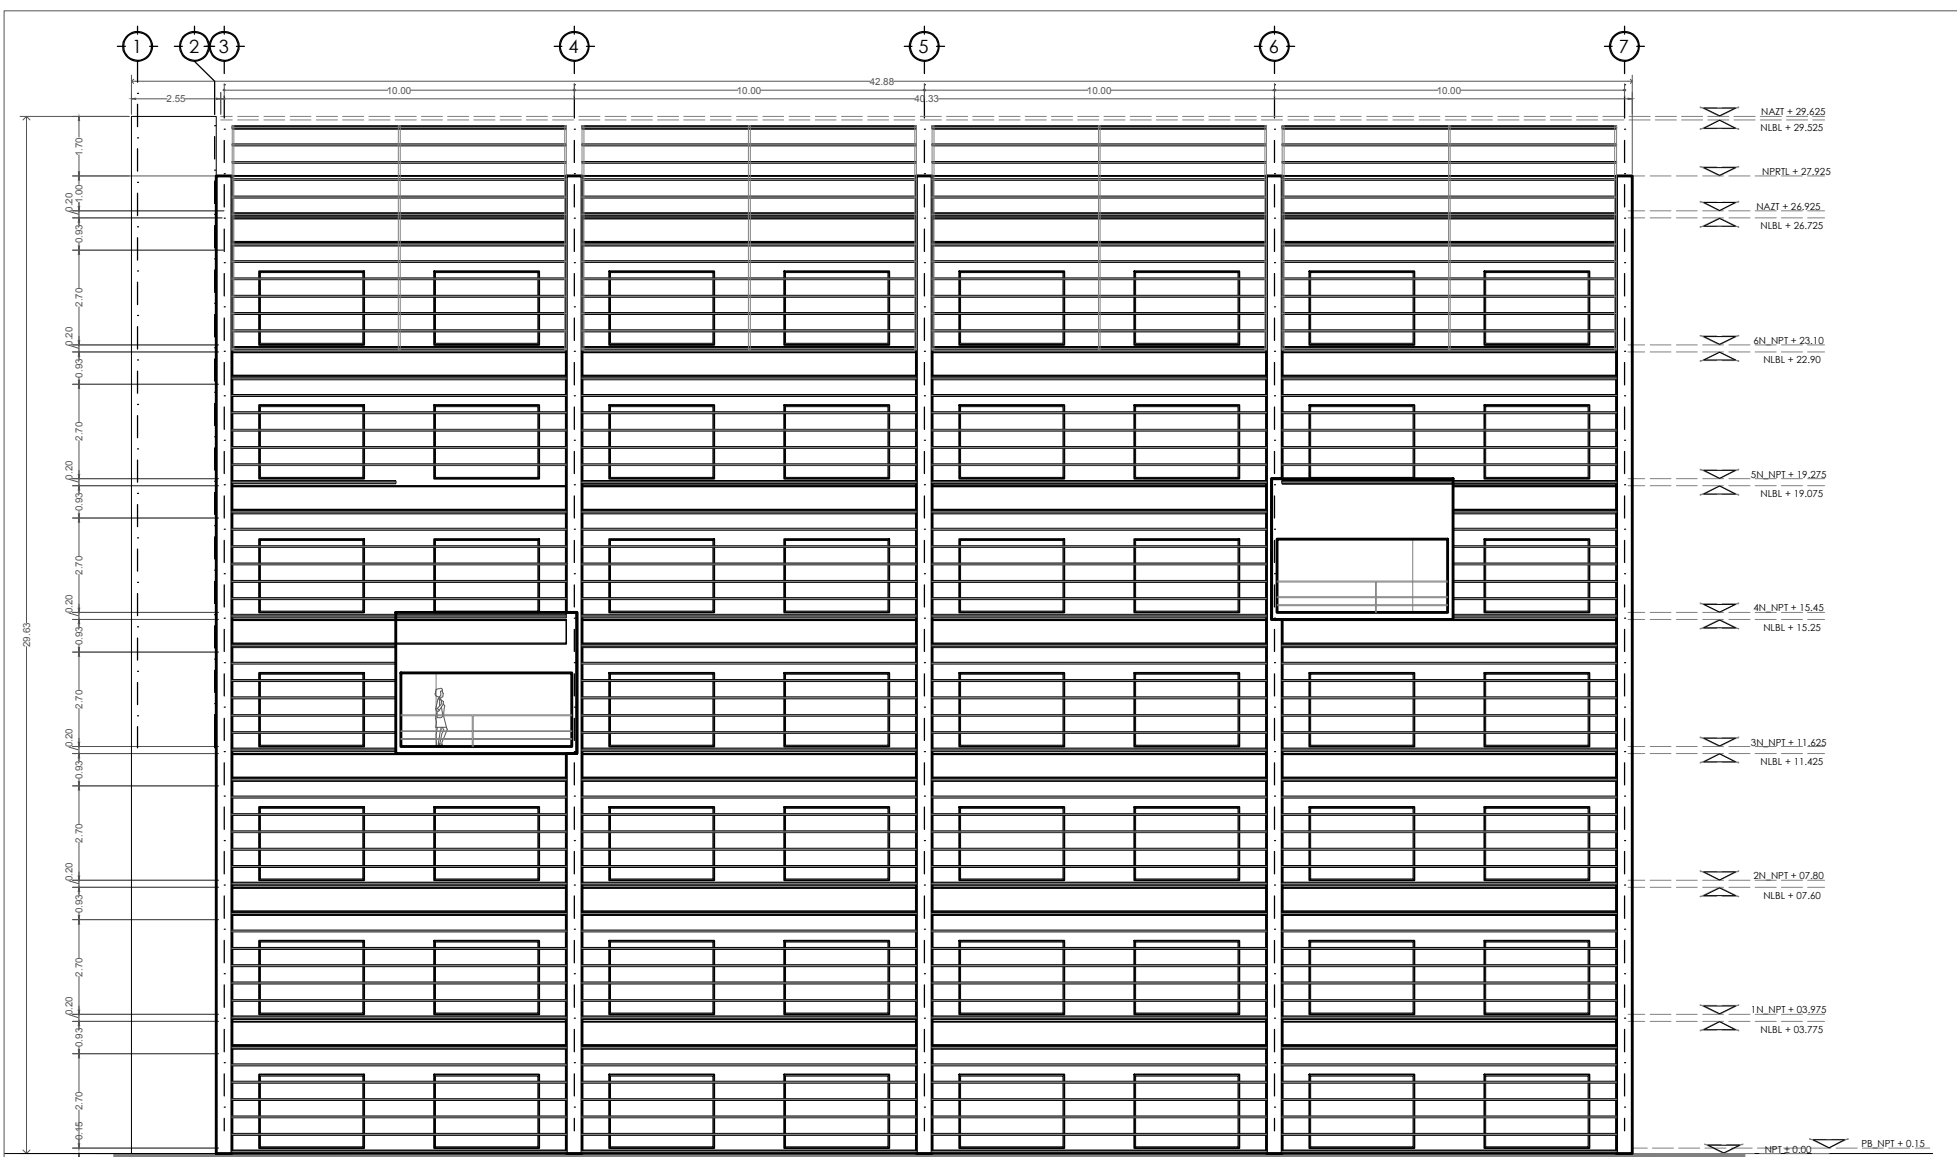 1 2 3 4 5 6 7
42.88
10.00 10.00 10.00 10.00
2.55 40.33
NAZT + 29.625
NLBL + 29.525
1.70
NPRTL + 27.925
1.00
0.20
NAZT + 26.925
NLBL + 26.725
0.93
2.70
0.20
6N_NPT + 23.10
NLBL + 22.90
0.93
2.70
0.20
5N_NPT + 19.275
NLBL + 19.075
0.93
2.70
0.20
4N_NPT + 15.45
NLBL + 15.25
0.93
29.63
2.70
0.20
3N_NPT + 11.625
NLBL + 11.425
0.93
2.70
0.20
2N_NPT + 07.80
NLBL + 07.60
0.93
2.70
0.20
1N_NPT + 03.975
NLBL + 03.775
0.93
2.70
0.15
PB_NPT + 0.15
NPT ± 0.00